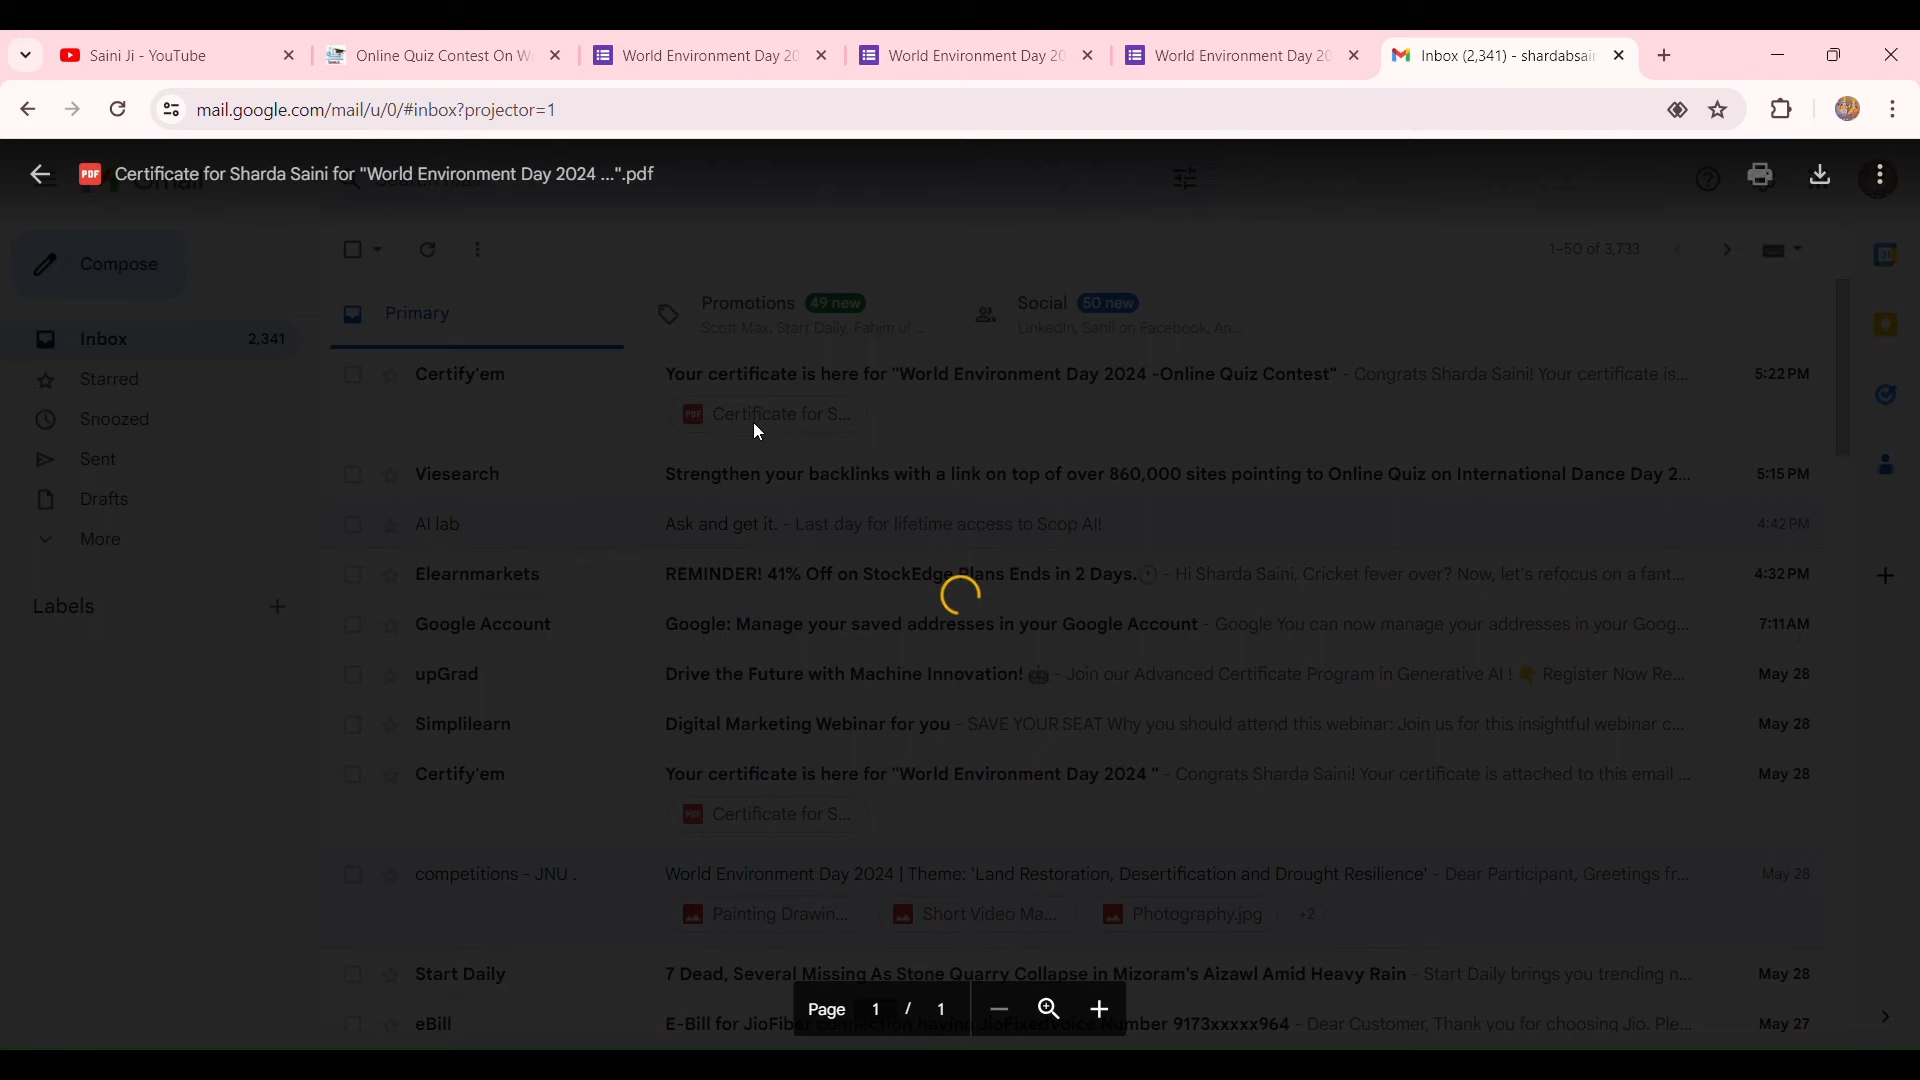 Saini Ji - YouTube
Online Quiz Contest On W
World Environment Day 20
World Environment Day 20
World Environment Day 20
Inbox (2,341) - shardabsain
mail.google.com/mail/u/0/#inbox?projector=1
PDF Certificate for Sharda Saini for "World Environment Day 2024 ...".pdf
Compose
1-50 of 3,733
Primary
Promotions 49 new
Scott Max, Start Daily, Fahim ul ...
Social 50 new
LinkedIn, Sahil on Facebook, An...
Inbox 2,341
Starred
Snoozed
Sent
Drafts
More
Labels
Certify'em Your certificate is here for "World Environment Day 2024 -Online Quiz Contest" - Congrats Sharda Saini! Your certificate is... 5:22 PM
PDF Certificate for S...
Viesearch Strengthen your backlinks with a link on top of over 860,000 sites pointing to Online Quiz on International Dance Day 2... 5:15 PM
AI lab Ask and get it. - Last day for lifetime access to Scop AI! 4:42 PM
Elearnmarkets REMINDER! 41% Off on StockEdge Plans Ends in 2 Days. - Hi Sharda Saini, Cricket fever over? Now, let's refocus on a fant... 4:32 PM
Google Account Google: Manage your saved addresses in your Google Account - Google You can now manage your addresses in your Goog... 7:11 AM
upGrad Drive the Future with Machine Innovation! - Join our Advanced Certificate Program in Generative AI ! Register Now Re... May 28
Simplilearn Digital Marketing Webinar for you - SAVE YOUR SEAT Why you should attend this webinar: Join us for this insightful webinar c... May 28
Certify'em Your certificate is here for "World Environment Day 2024 " - Congrats Sharda Saini! Your certificate is attached to this email ... May 28
PDF Certificate for S...
competitions - JNU . World Environment Day 2024 | Theme: 'Land Restoration, Desertification and Drought Resilience' - Dear Participant, Greetings fr... May 28
Painting Drawin... Short Video Ma... Photography.jpg +2
Start Daily 7 Dead, Several Missing As Stone Quarry Collapse in Mizoram's Aizawl Amid Heavy Rain - Start Daily brings you trending n... May 28
eBill E-Bill for JioFiber connection having JioFixedVoice Number 9173xxxxx964 - Dear Customer, Thank you for choosing Jio. Ple... May 27
Page 1 / 1